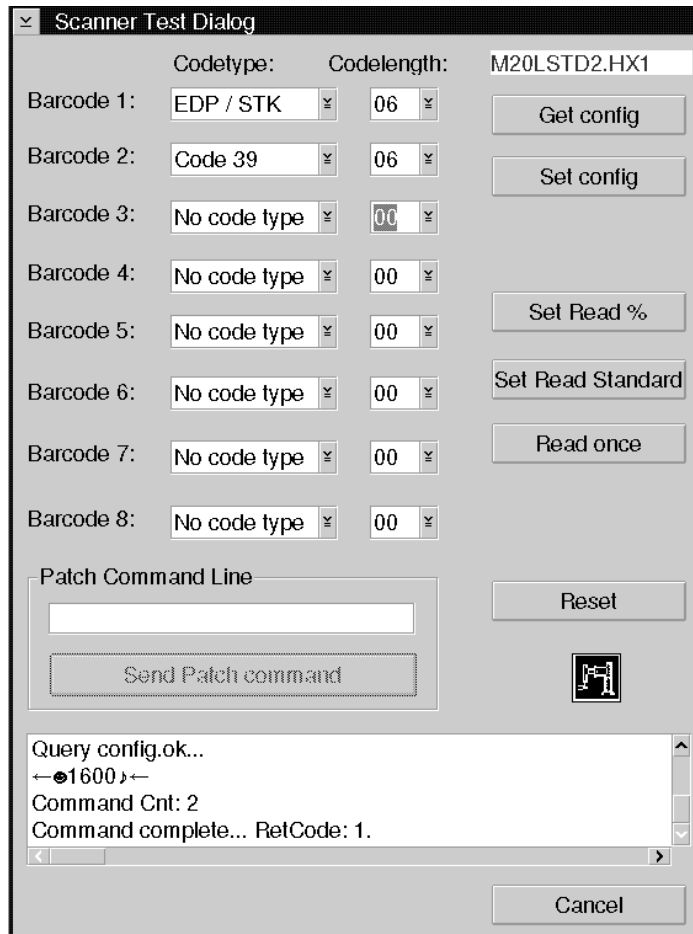 Scanner Test Dialog
Codetype: Codelength: M20LSTD2.HX1
Barcode 1: EDP / STK 06 Get config
Barcode 2: Code 39 06 Set config
Barcode 3: No code type 00
Barcode 4: No code type 00 Set Read %
Barcode 5: No code type 00
Barcode 6: No code type 00 Set Read Standard
Barcode 7: No code type 00 Read once
Barcode 8: No code type 00
Patch Command Line
Reset
Send Patch command
Query config.ok...
←☻1600♪←
Command Cnt: 2
Command complete... RetCode: 1.
Cancel